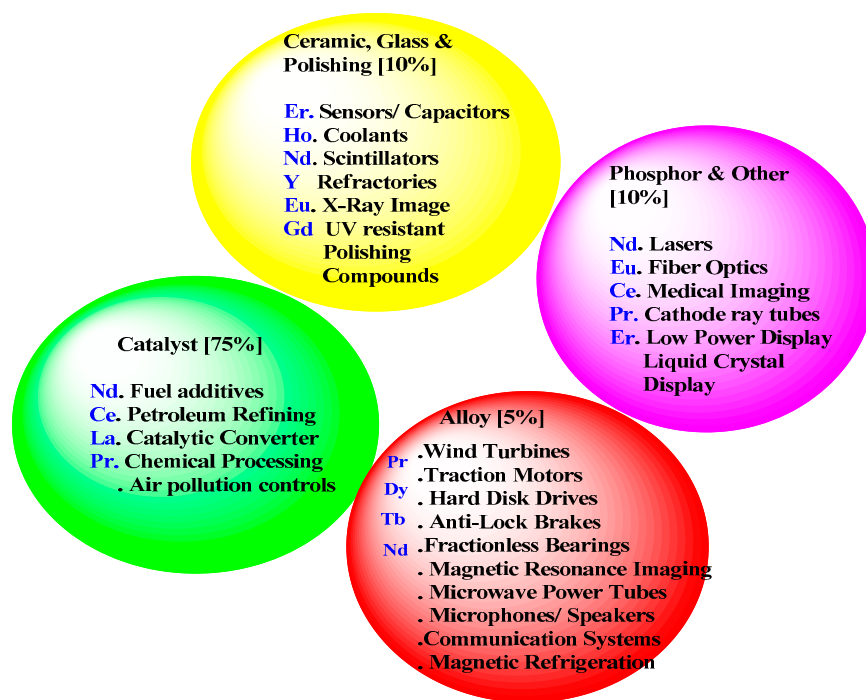 Ceramic, Glass &
Polishing [10%]
Er. Sensors/ Capacitors
Ho. Coolants
Nd. Scintillators
Y Refractories
Eu. X-Ray Image
Gd UV resistant
Polishing
Compounds
Phosphor & Other
[10%]
Nd. Lasers
Eu. Fiber Optics
Ce. Medical Imaging
Pr. Cathode ray tubes
Er. Low Power Display
Liquid Crystal
Display
Catalyst [75%]
Nd. Fuel additives
Ce. Petroleum Refining
La. Catalytic Converter
Pr. Chemical Processing
. Air pollution controls
Alloy [5%]
Pr .Wind Turbines
.Traction Motors
Dy . Hard Disk Drives
Tb . Anti-Lock Brakes
Nd .Fractionless Bearings
. Magnetic Resonance Imaging
. Microwave Power Tubes
. Microphones/ Speakers
.Communication Systems
. Magnetic Refrigeration